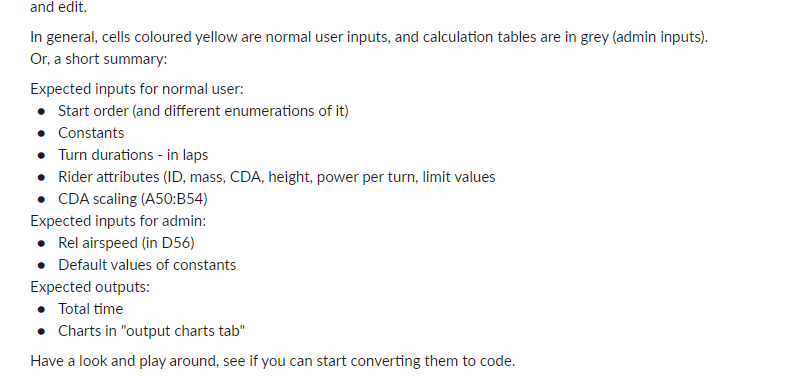 and edit.
In general, cells coloured yellow are normal user inputs, and calculation tables are in grey (admin inputs).
Or, a short summary:
Expected inputs for normal user:
● Start order (and different enumerations of it)
● Constants
● Turn durations - in laps
● Rider attributes (ID, mass, CDA, height, power per turn, limit values
● CDA scaling (A50:B54)
Expected inputs for admin:
● Rel airspeed (in D56)
● Default values of constants
Expected outputs:
● Total time
● Charts in "output charts tab"
Have a look and play around, see if you can start converting them to code.